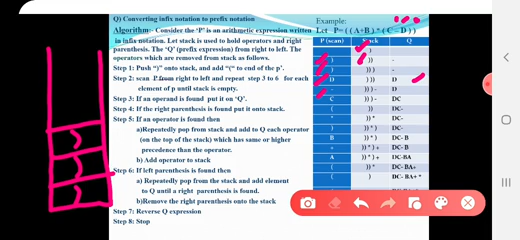 Q) Converting infix notation to prefix notation
Algorithm:- Consider the 'P' is an arithmetic expression written
in infix notation. Let stack is used to hold operators and right
parenthesis. The 'Q' (prefix expression) from right to left. The
operators which are removed from stack as follows.
Step 1: Push ")" onto stack, and add "(" to end of the p'.
Step 2: scan P from right to left and repeat step 3 to 6 for each
element of p until stack is empty.
Step 3: If an operand is found put it on 'Q'.
Step 4: If the right parenthesis is found put it onto stack.
Step 5: If an operator is found then
a)Repeatedly pop from stack and add to Q each operator
(on the top of the stack) which has same or higher
precedence than the operator.
b) Add operator to stack
Step 6: If left parenthesis is found then
a) Repeatedly pop from the stack and add element
to Q until a right parenthesis is found.
b)Remove the right parenthesis onto the stack
Step 7: Reverse Q expression
Step 8: Stop
Example:
Let P= ( ( A+B ) * ( C – D ) )
P (scan) Stack Q
)
) )) -
) ))) -
D ) )) D
- )) ) - D
C )) ) - DC
( )) DC-
* )) * DC-
) )) * ) DC-
B )) * ) DC- B
+ )) * ) + DC- B
A )) * ) + DC-BA
( )) * DC- BA+
( ) DC- BA+ *